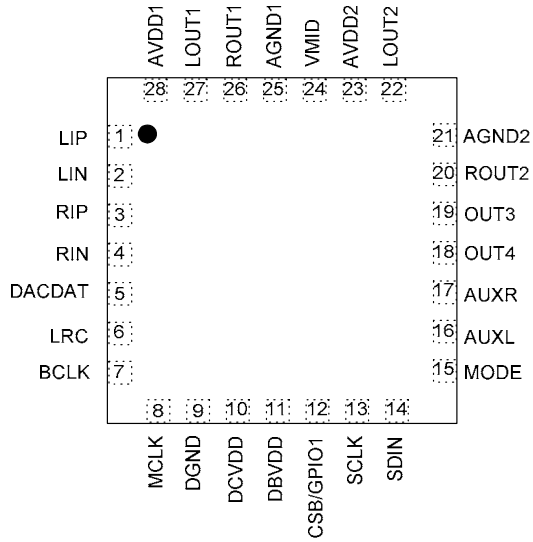 AVDD1 LOUT1 ROUT1 AGND1 VMID AVDD2 LOUT2
28 27 26 25 24 23 22
LIP 1 21 AGND2
LIN 2 20 ROUT2
RIP 3 19 OUT3
RIN 4 18 OUT4
DACDAT 5 17 AUXR
LRC 6 16 AUXL
BCLK 7 15 MODE
8 9 10 11 12 13 14
MCLK DGND DCVDD DBVDD CSB/GPIO1 SCLK SDIN